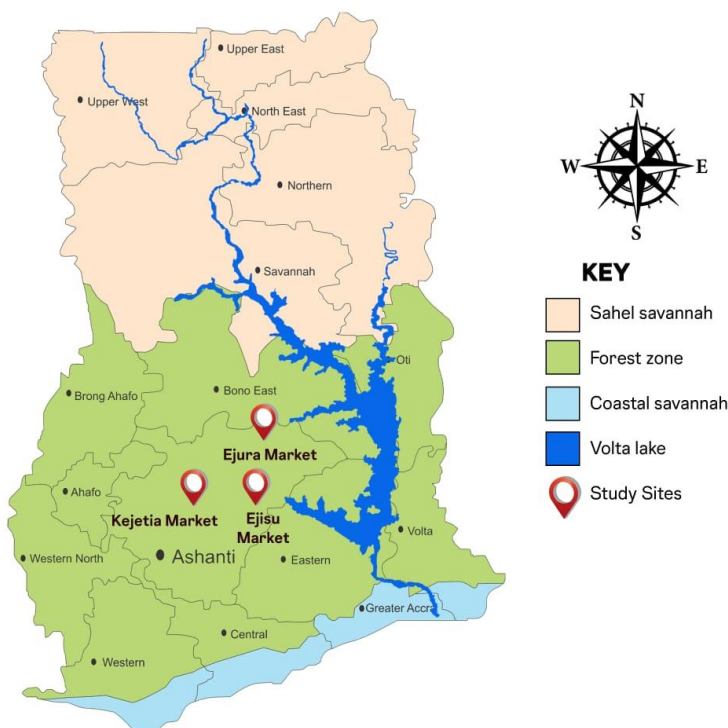 Upper East
Upper West
North East
Northern
Savannah
Oti
Bono East
Brong Ahafo
Ejura Market
Ahafo
Kejetia Market
Ejisu
Market
Volta
Western North
Ashanti
Eastern
Greater Accra
Central
Western
N
W
E
S
KEY
Sahel savannah
Forest zone
Coastal savannah
Volta lake
Study Sites